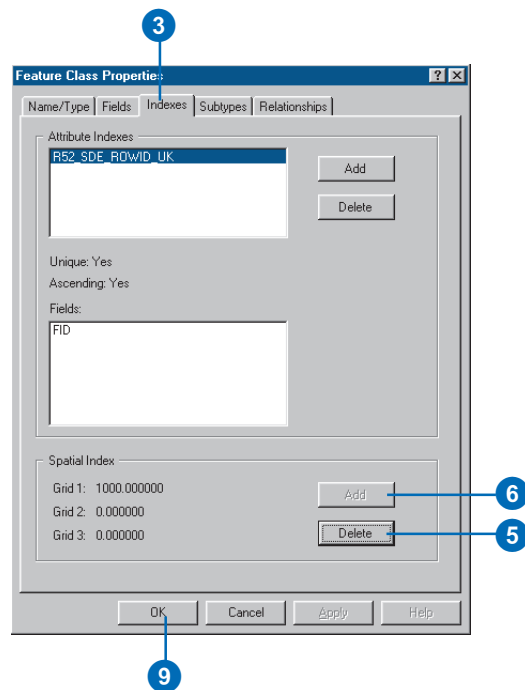 3
Feature Class Properties
Name/Type Fields Indexes Subtypes Relationships
Attribute Indexes
R52_SDE_ROWID_UK
Add
Delete
Unique: Yes
Ascending: Yes
Fields:
FID
Spatial Index
Grid 1: 1000.000000
Add
6
Grid 2: 0.000000
Grid 3: 0.000000
Delete
5
OK Cancel Apply Help
9